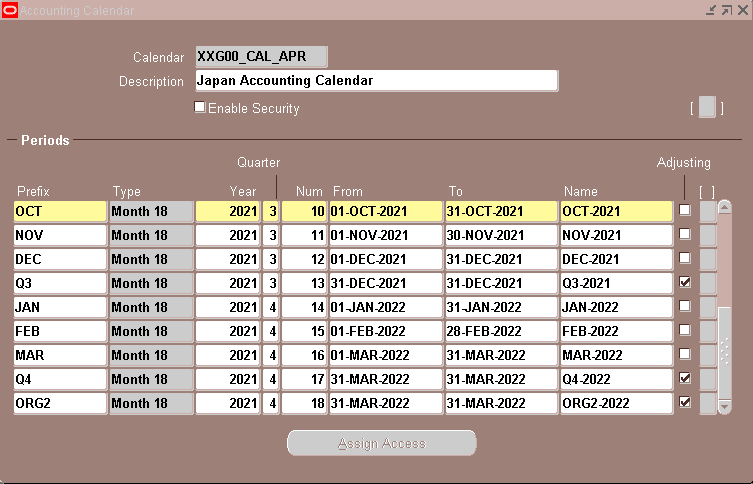 Accounting Calendar
Calendar XXG00_CAL_APR
Description Japan Accounting Calendar
Enable Security [ ]
Periods
Quarter Adjusting
Prefix Type Year Num From To Name [ ]
OCT Month 18 2021 3 10 01-OCT-2021 31-OCT-2021 OCT-2021
NOV Month 18 2021 3 11 01-NOV-2021 30-NOV-2021 NOV-2021
DEC Month 18 2021 3 12 01-DEC-2021 31-DEC-2021 DEC-2021
Q3 Month 18 2021 3 13 31-DEC-2021 31-DEC-2021 Q3-2021
JAN Month 18 2021 4 14 01-JAN-2022 31-JAN-2022 JAN-2022
FEB Month 18 2021 4 15 01-FEB-2022 28-FEB-2022 FEB-2022
MAR Month 18 2021 4 16 01-MAR-2022 31-MAR-2022 MAR-2022
Q4 Month 18 2021 4 17 31-MAR-2022 31-MAR-2022 Q4-2022
ORG2 Month 18 2021 4 18 31-MAR-2022 31-MAR-2022 ORG2-2022
Assign Access